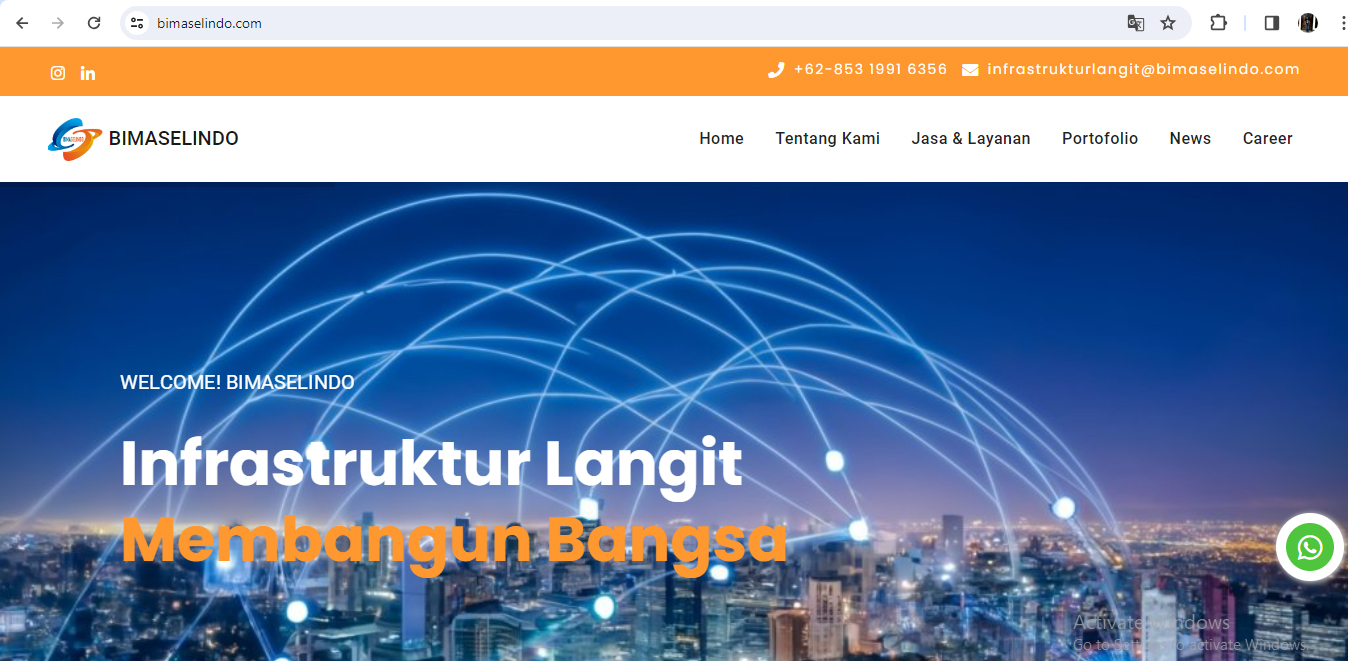 bimaselindo.com
+62-853 1991 6356 infrastrukturlangit@bimaselindo.com
BIMASELINDO Home Tentang Kami Jasa & Layanan Portofolio News Career
WELCOME! BIMASELINDO
Infrastruktur Langit
Membangun Bangsa
Activate Windows
Go to Settings to activate Windows.